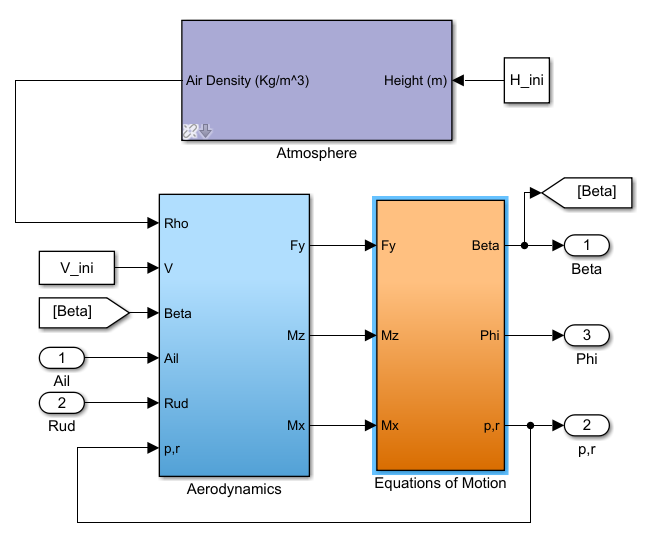 Air Density (Kg/m^3)
Height (m)
H_ini
Atmosphere
[Beta]
Rho
V_ini
V
[Beta]
Beta
1
Ail
Ail
2
Rud
Rud
p,r
Fy
Mz
Mx
Aerodynamics
Fy
Mz
Mx
Beta
Phi
p,r
Equations of Motion
1
Beta
3
Phi
2
p,r